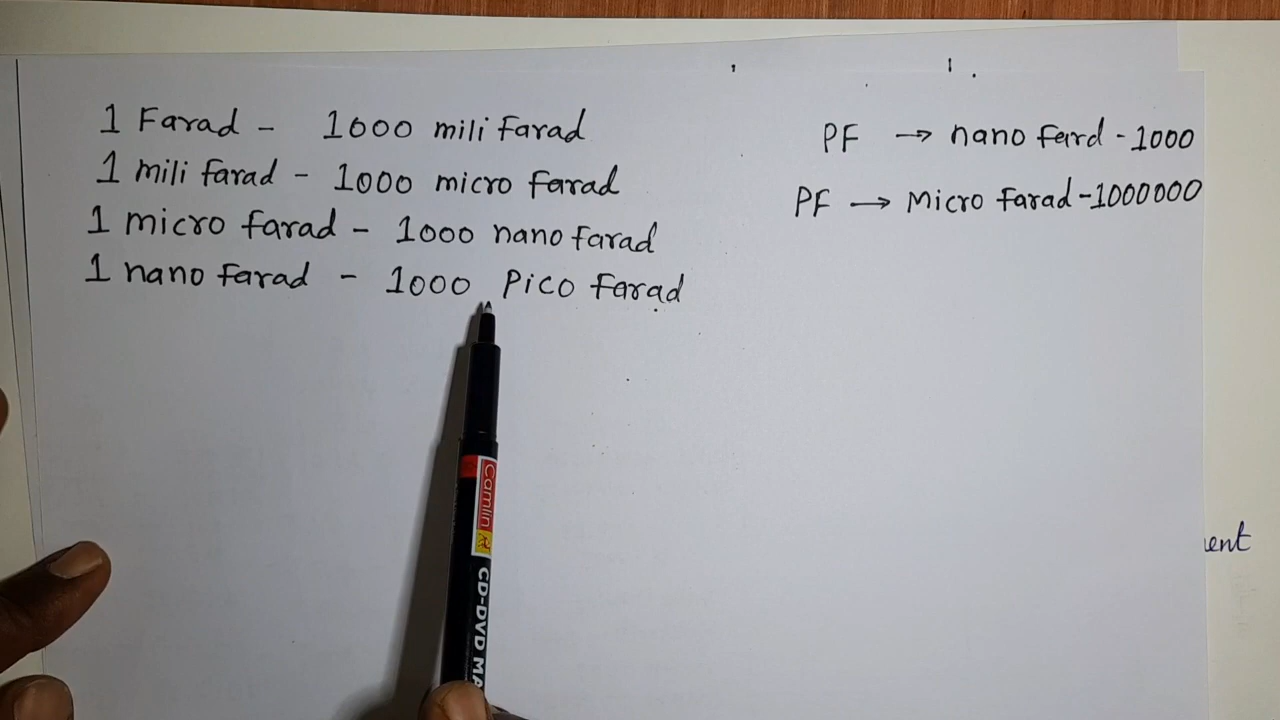 1 Farad - 1000 mili farad
1 mili farad - 1000 micro farad
1 micro farad - 1000 nano farad
1 nano farad - 1000 Pico farad
PF → nano ferd - 1000
PF → Micro farad - 1000000
Camlin
CD-DVD MA
ent